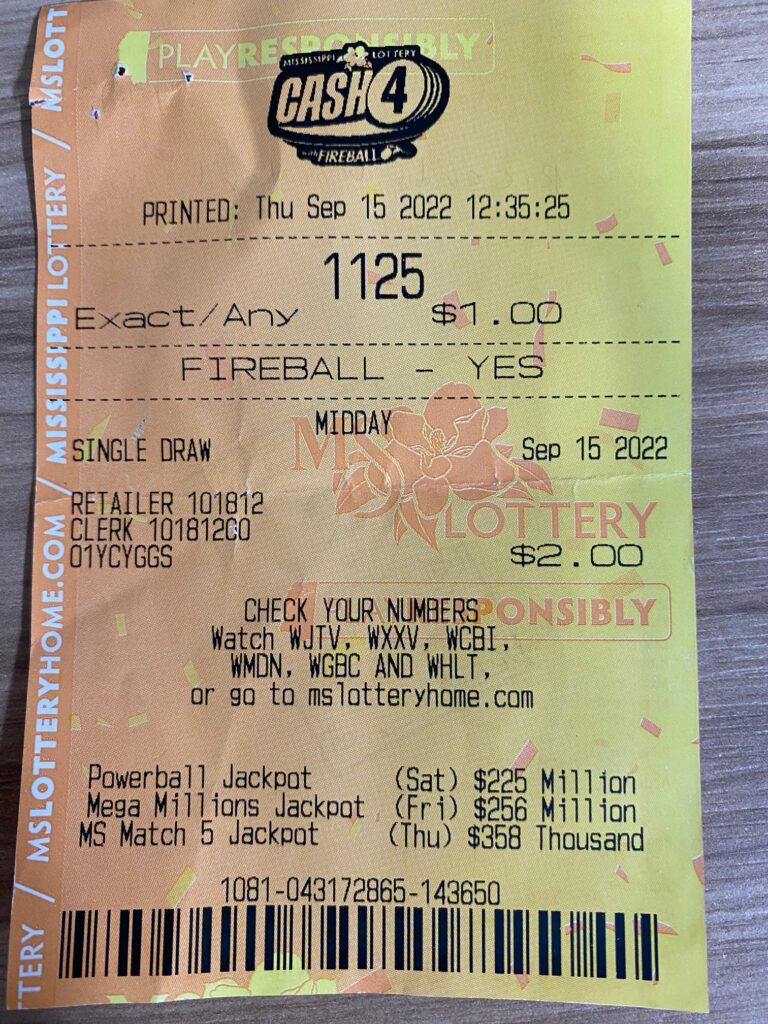 PLAYRESPONSIBLY
MISSISSIPPI LOTTERY
CASH 4
with FIREBALL
PRINTED: Thu Sep 15 2022 12:35:25
1125
Exact/Any $1.00
FIREBALL - YES
MIDDAY
SINGLE DRAW Sep 15 2022
MS LOTTERY
RETAILER 101812
CLERK 10181200
01YCYGGS $2.00
RESPONSIBLY
CHECK YOUR NUMBERS
Watch WJTV, WXXV, WCBI,
WMDN, WGBC AND WHLT,
or go to mslotteryhome.com
Powerball Jackpot (Sat) $225 Million
Mega Millions Jackpot (Fri) $256 Million
MS Match 5 Jackpot (Thu) $358 Thousand
1081-043172865-143650
TERY / MSLOTTERYHOME.COM / MISSISSIPPI LOTTERY / MSLOTT